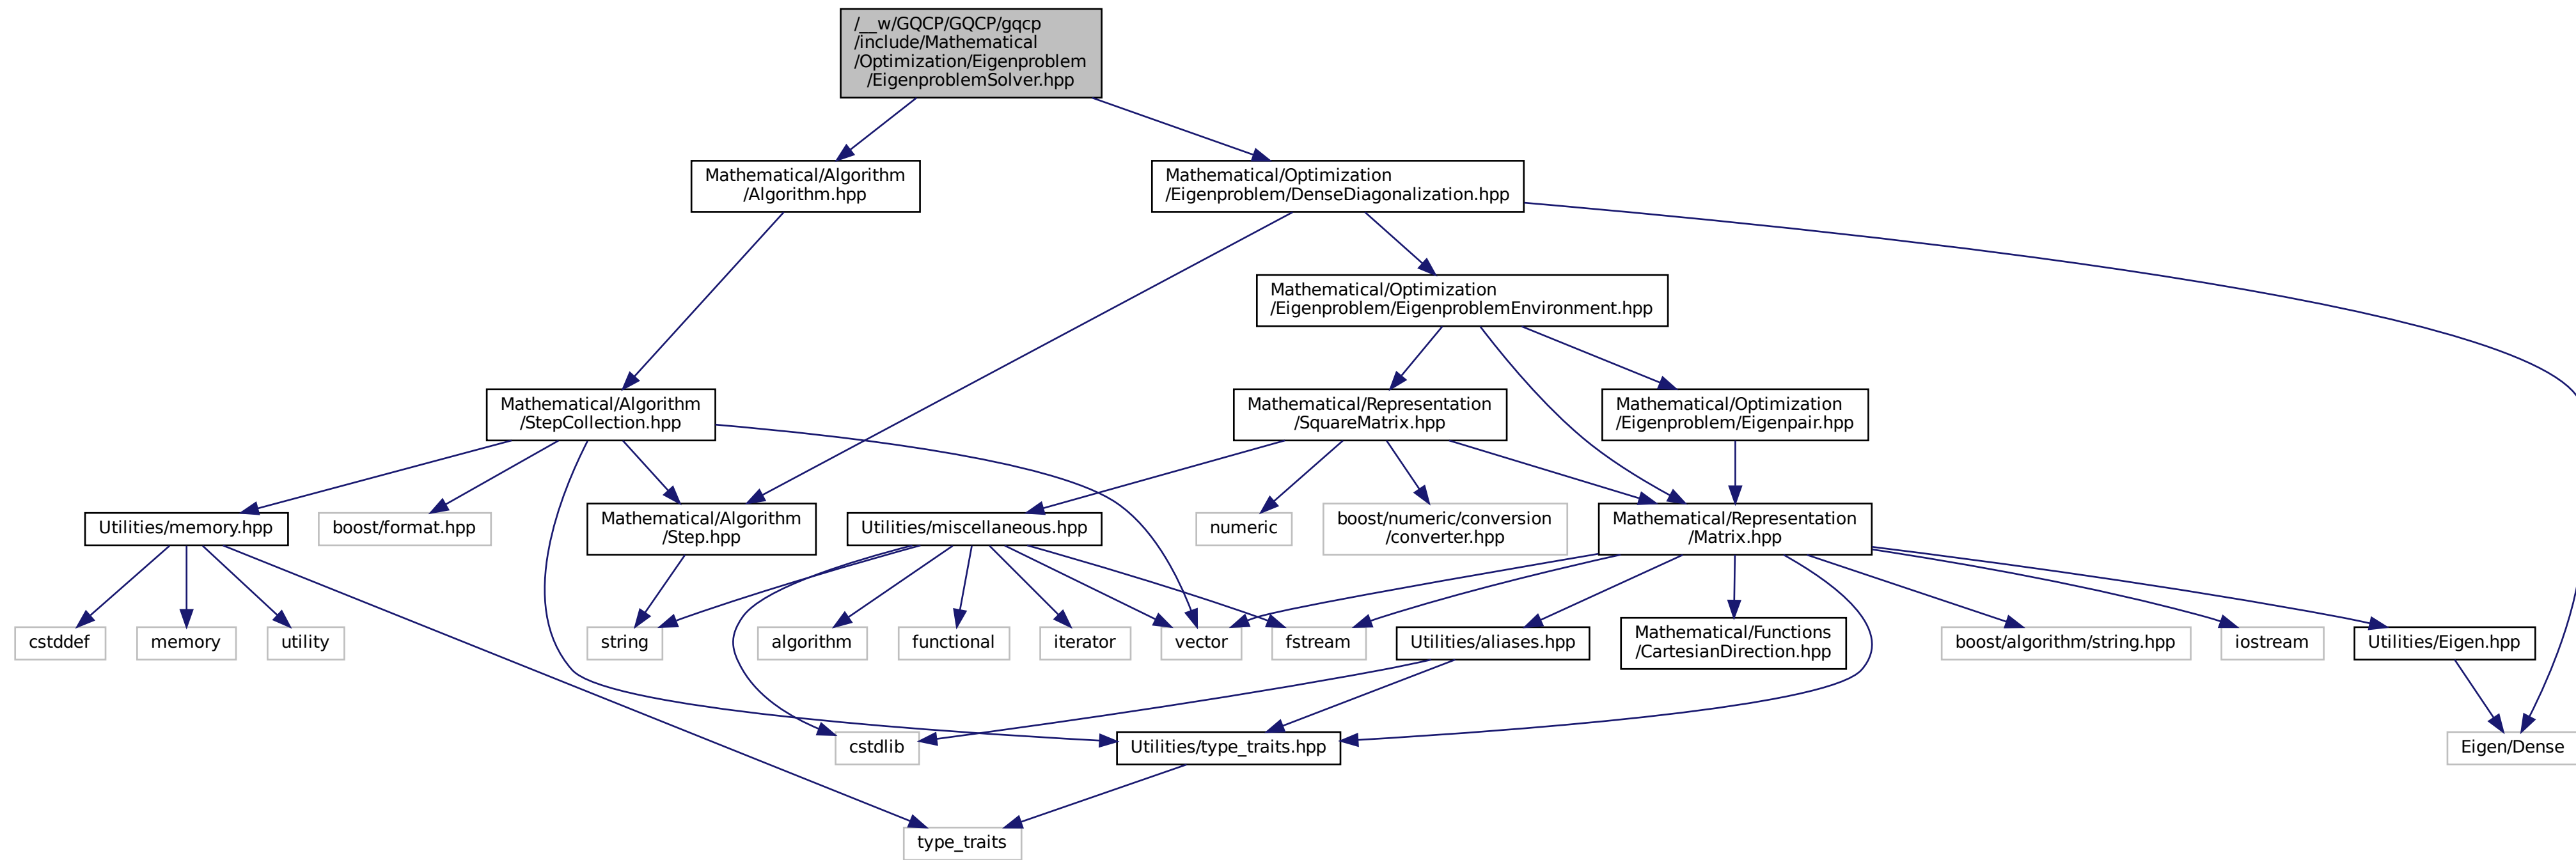 /__w/GQCP/GQCP/gqcp
/include/Mathematical
/Optimization/Eigenproblem
/EigenproblemSolver.hpp
Mathematical/Algorithm
/Algorithm.hpp
Mathematical/Optimization
/Eigenproblem/DenseDiagonalization.hpp
Mathematical/Optimization
/Eigenproblem/EigenproblemEnvironment.hpp
Mathematical/Algorithm
/StepCollection.hpp
Mathematical/Representation
/SquareMatrix.hpp
Mathematical/Optimization
/Eigenproblem/Eigenpair.hpp
Utilities/memory.hpp
boost/format.hpp
Mathematical/Algorithm
/Step.hpp
Utilities/miscellaneous.hpp
numeric
boost/numeric/conversion
/converter.hpp
Mathematical/Representation
/Matrix.hpp
cstddef
memory
utility
string
algorithm
functional
iterator
vector
fstream
Utilities/aliases.hpp
Mathematical/Functions
/CartesianDirection.hpp
boost/algorithm/string.hpp
iostream
Utilities/Eigen.hpp
cstdlib
Utilities/type_traits.hpp
Eigen/Dense
type_traits